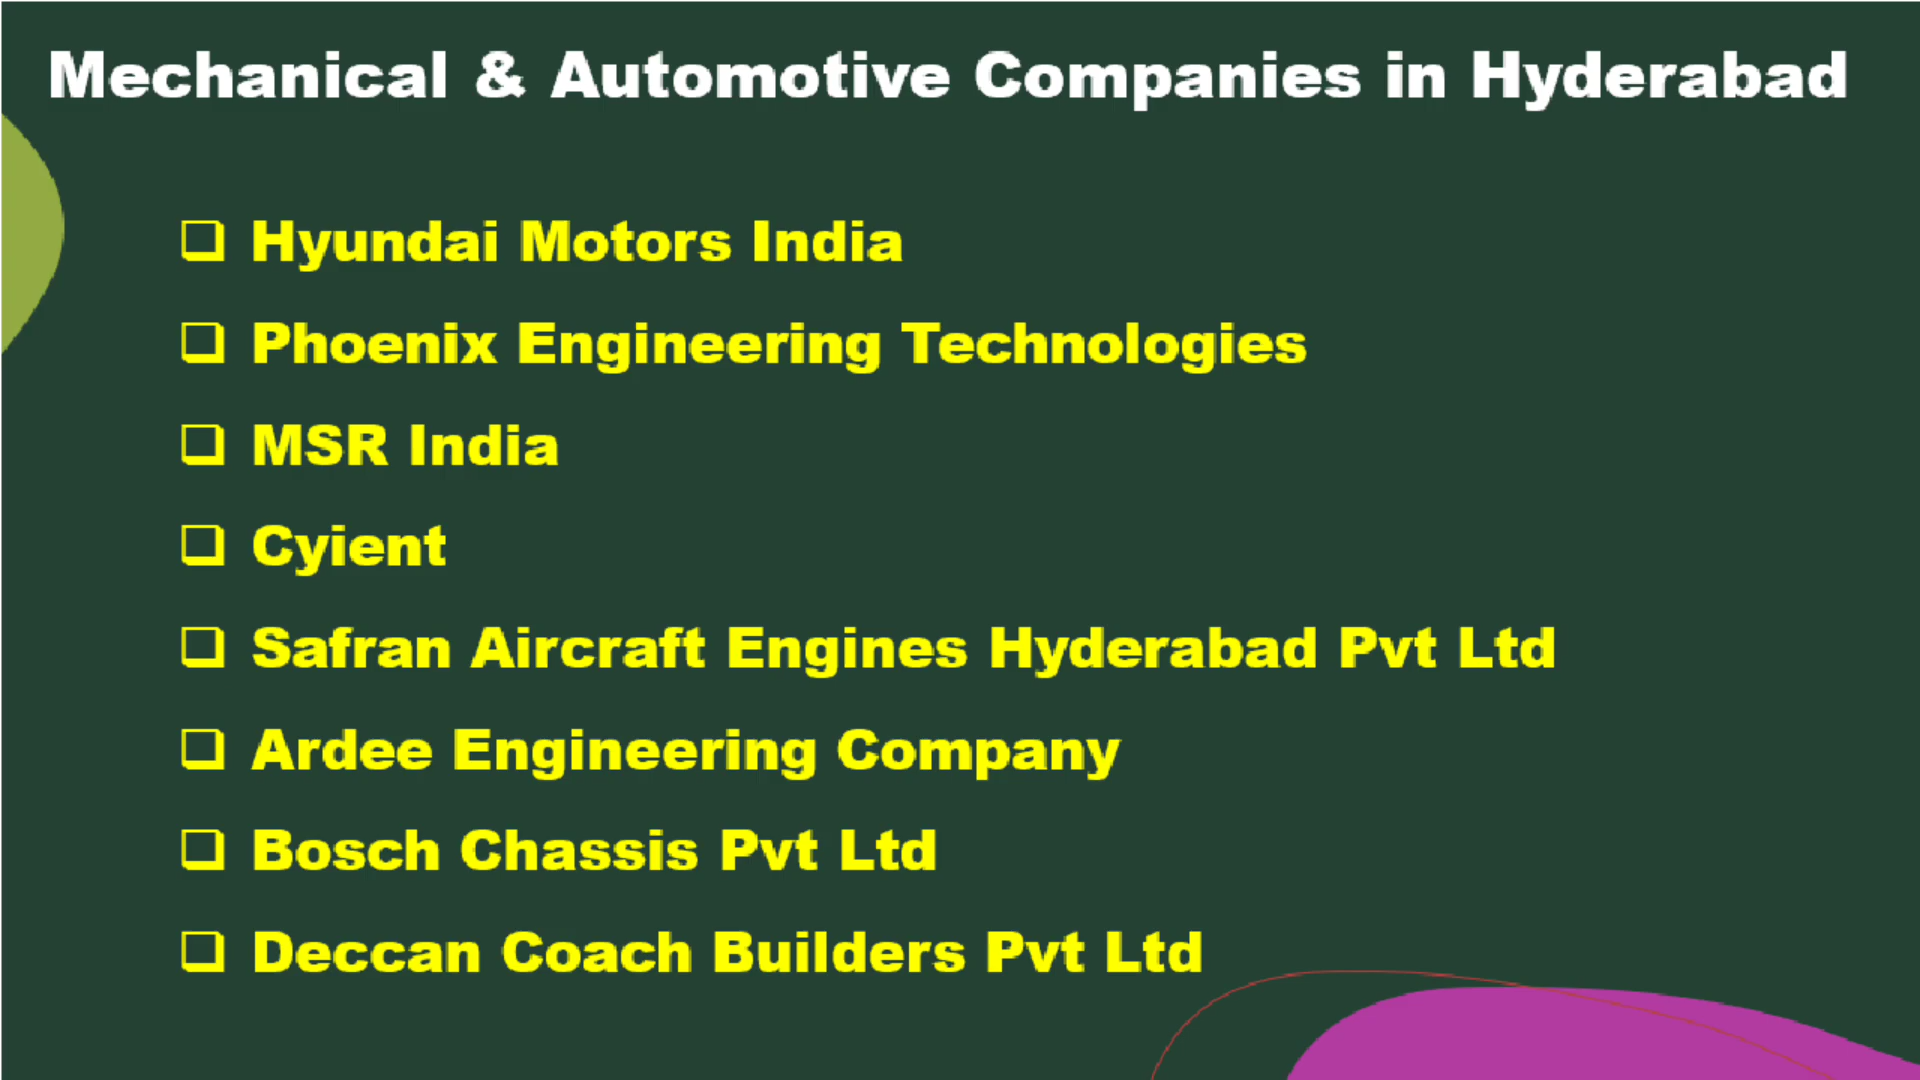 Mechanical & Automotive Companies in Hyderabad
❑ Hyundai Motors India
❑ Phoenix Engineering Technologies
❑ MSR India
❑ Cyient
❑ Safran Aircraft Engines Hyderabad Pvt Ltd
❑ Ardee Engineering Company
❑ Bosch Chassis Pvt Ltd
❑ Deccan Coach Builders Pvt Ltd